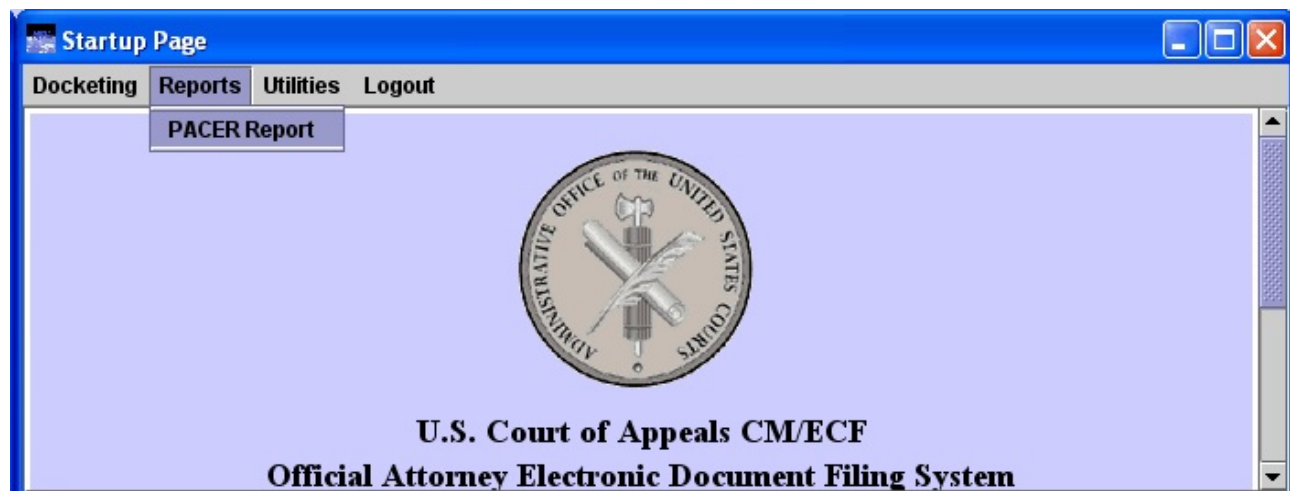 Startup Page
Docketing Reports Utilities Logout
PACER Report
ADMINISTRATIVE OFFICE OF THE UNITED STATES COURTS
U.S. Court of Appeals CM/ECF
Official Attorney Electronic Document Filing System